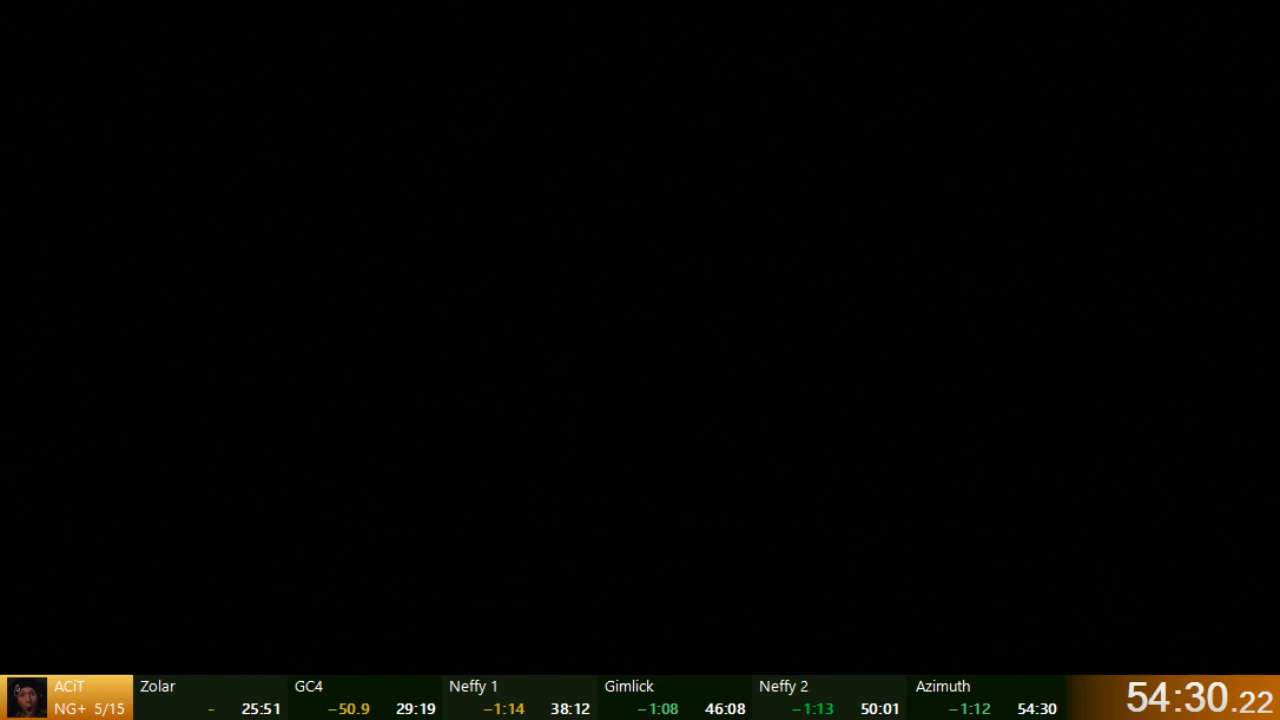 ACiT
NG+ 5/15
Zolar
- 25:51
GC4
−50.9 29:19
Neffy 1
−1:14 38:12
Gimlick
−1:08 46:08
Neffy 2
−1:13 50:01
Azimuth
−1:12 54:30
54:30.22